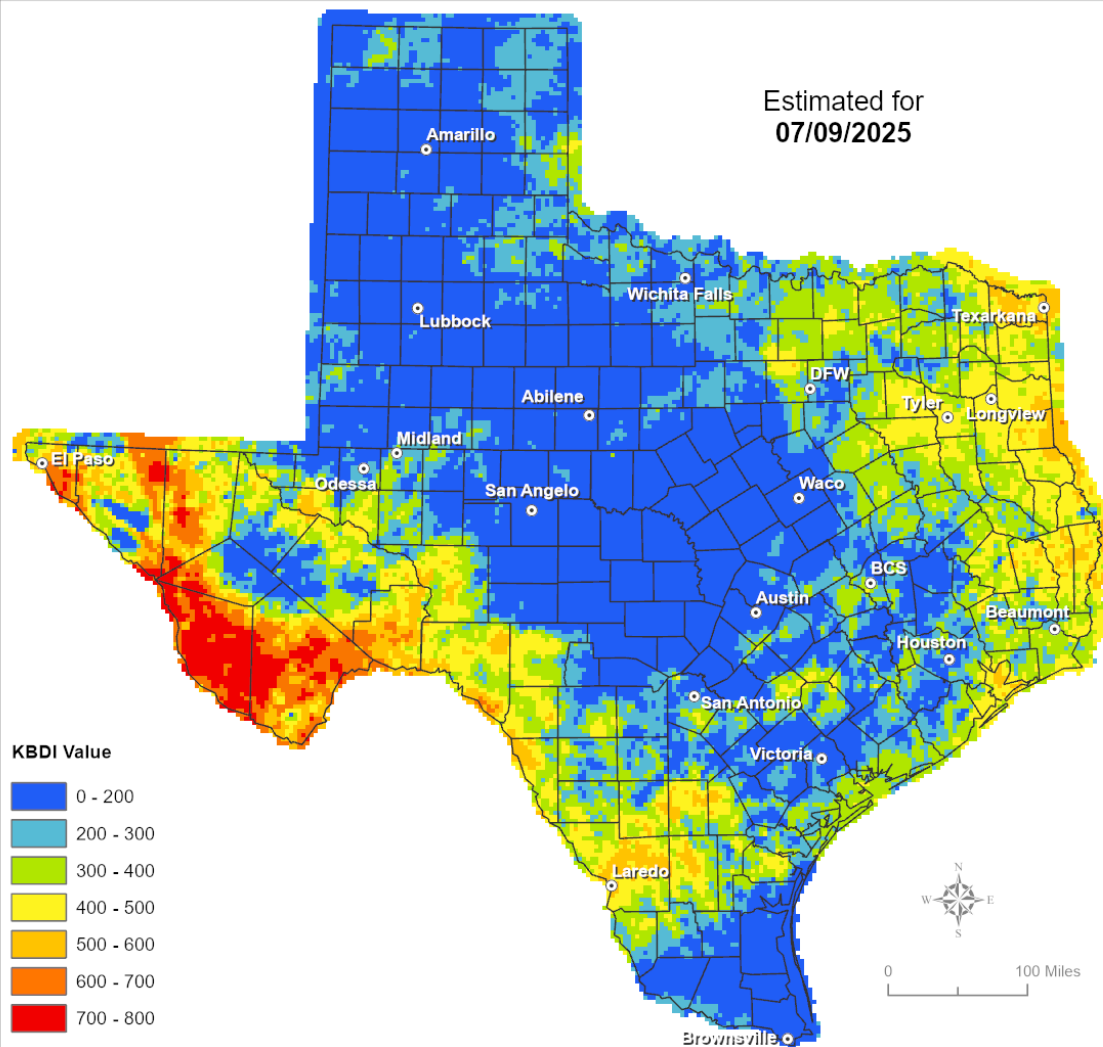 Estimated for
07/09/2025
Amarillo
Wichita Falls
Lubbock
Texarkana
DFW
Abilene
Tyler
Longview
Midland
El Paso
Odessa
San Angelo
Waco
BCS
Austin
Beaumont
Houston
San Antonio
Victoria
Laredo
Brownsville
KBDI Value
0 - 200
200 - 300
300 - 400
400 - 500
500 - 600
600 - 700
700 - 800
N
W E
S
0 100 Miles